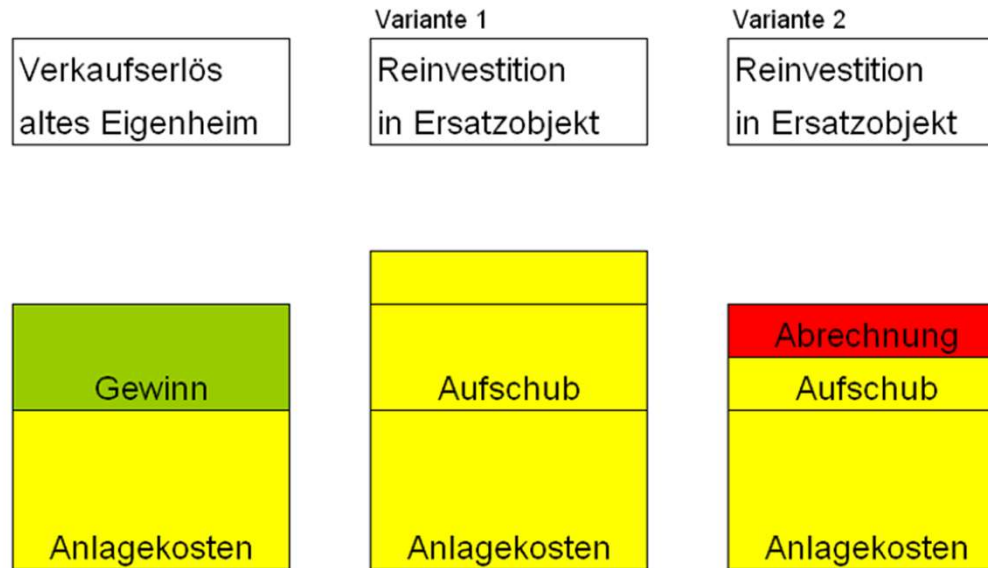 Verkaufserlös
altes Eigenheim
Variante 1
Reinvestition
in Ersatzobjekt
Variante 2
Reinvestition
in Ersatzobjekt
Gewinn
Anlagekosten
Aufschub
Anlagekosten
Abrechnung
Aufschub
Anlagekosten